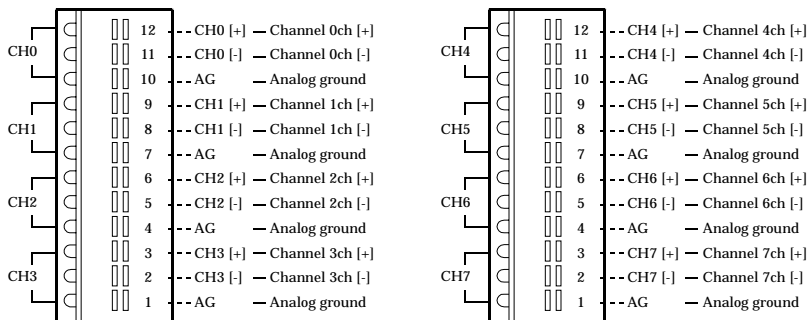 12 CH0 [+] Channel 0ch [+]
CH0 11 CH0 [-] Channel 0ch [-]
10 AG Analog ground
9 CH1 [+] Channel 1ch [+]
CH1 8 CH1 [-] Channel 1ch [-]
7 AG Analog ground
6 CH2 [+] Channel 2ch [+]
CH2 5 CH2 [-] Channel 2ch [-]
4 AG Analog ground
3 CH3 [+] Channel 3ch [+]
CH3 2 CH3 [-] Channel 3ch [-]
1 AG Analog ground
12 CH4 [+] Channel 4ch [+]
CH4 11 CH4 [-] Channel 4ch [-]
10 AG Analog ground
9 CH5 [+] Channel 5ch [+]
CH5 8 CH5 [-] Channel 5ch [-]
7 AG Analog ground
6 CH6 [+] Channel 6ch [+]
CH6 5 CH6 [-] Channel 6ch [-]
4 AG Analog ground
3 CH7 [+] Channel 7ch [+]
CH7 2 CH7 [-] Channel 7ch [-]
1 AG Analog ground